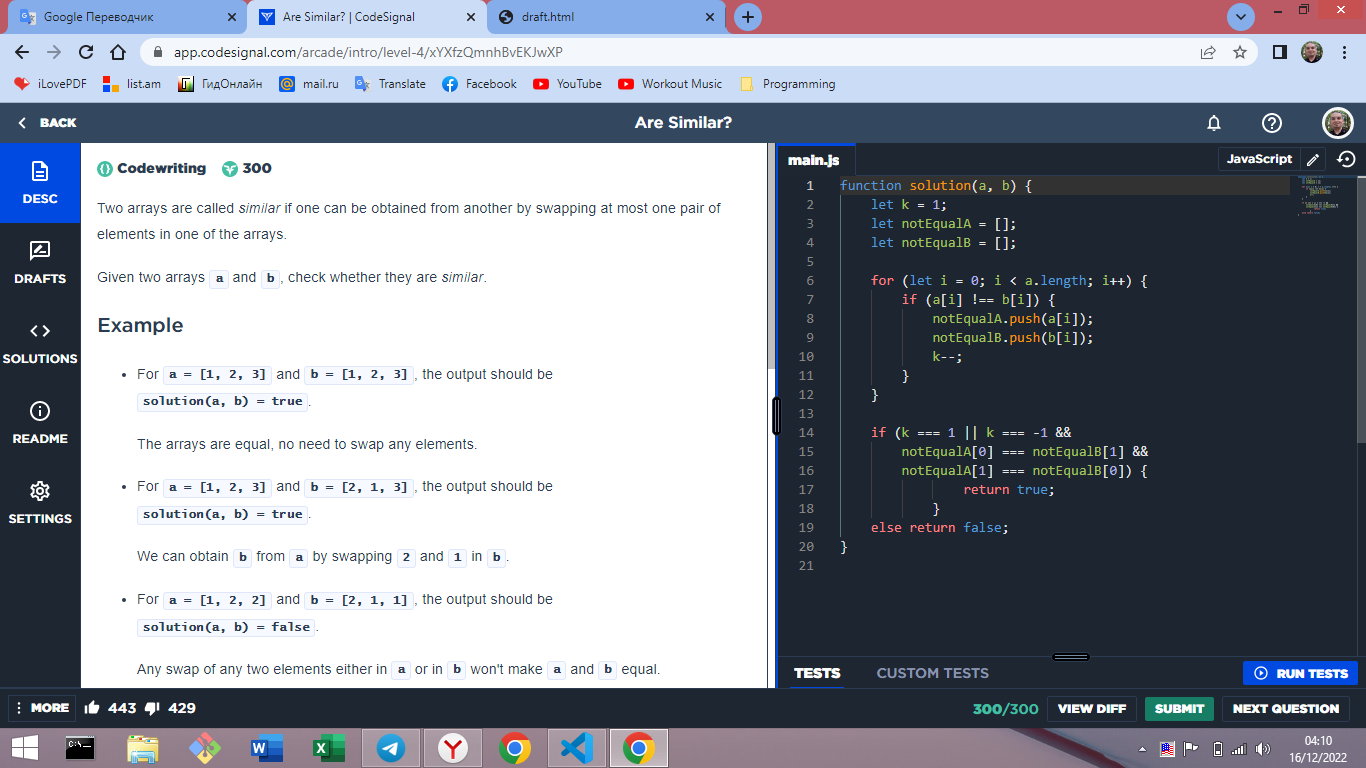 Google Переводчик
Are Similar? | CodeSignal
draft.html
app.codesignal.com/arcade/intro/level-4/xYXfzQmnhBvEKJwXP
iLovePDF list.am ГидОнлайн mail.ru Translate Facebook YouTube Workout Music Programming
BACK
Are Similar?
DESC
DRAFTS
SOLUTIONS
README
SETTINGS
Codewriting 300
Two arrays are called similar if one can be obtained from another by swapping at most one pair of
elements in one of the arrays.
Given two arrays a and b, check whether they are similar.
Example
• For a = [1, 2, 3] and b = [1, 2, 3], the output should be
solution(a, b) = true.
The arrays are equal, no need to swap any elements.
• For a = [1, 2, 3] and b = [2, 1, 3], the output should be
solution(a, b) = true.
We can obtain b from a by swapping 2 and 1 in b.
• For a = [1, 2, 2] and b = [2, 1, 1], the output should be
solution(a, b) = false.
Any swap of any two elements either in a or in b won't make a and b equal.
main.js
JavaScript
1 function solution(a, b) {
2 let k = 1;
3 let notEqualA = [];
4 let notEqualB = [];
5
6 for (let i = 0; i < a.length; i++) {
7 if (a[i] !== b[i]) {
8 notEqualA.push(a[i]);
9 notEqualB.push(b[i]);
10 k--;
11 }
12 }
13
14 if (k === 1 || k === -1 &&
15 notEqualA[0] === notEqualB[1] &&
16 notEqualA[1] === notEqualB[0]) {
17 return true;
18 }
19 else return false;
20 }
21
TESTS CUSTOM TESTS RUN TESTS
MORE 443 429
300/300 VIEW DIFF SUBMIT NEXT QUESTION
04:10
16/12/2022